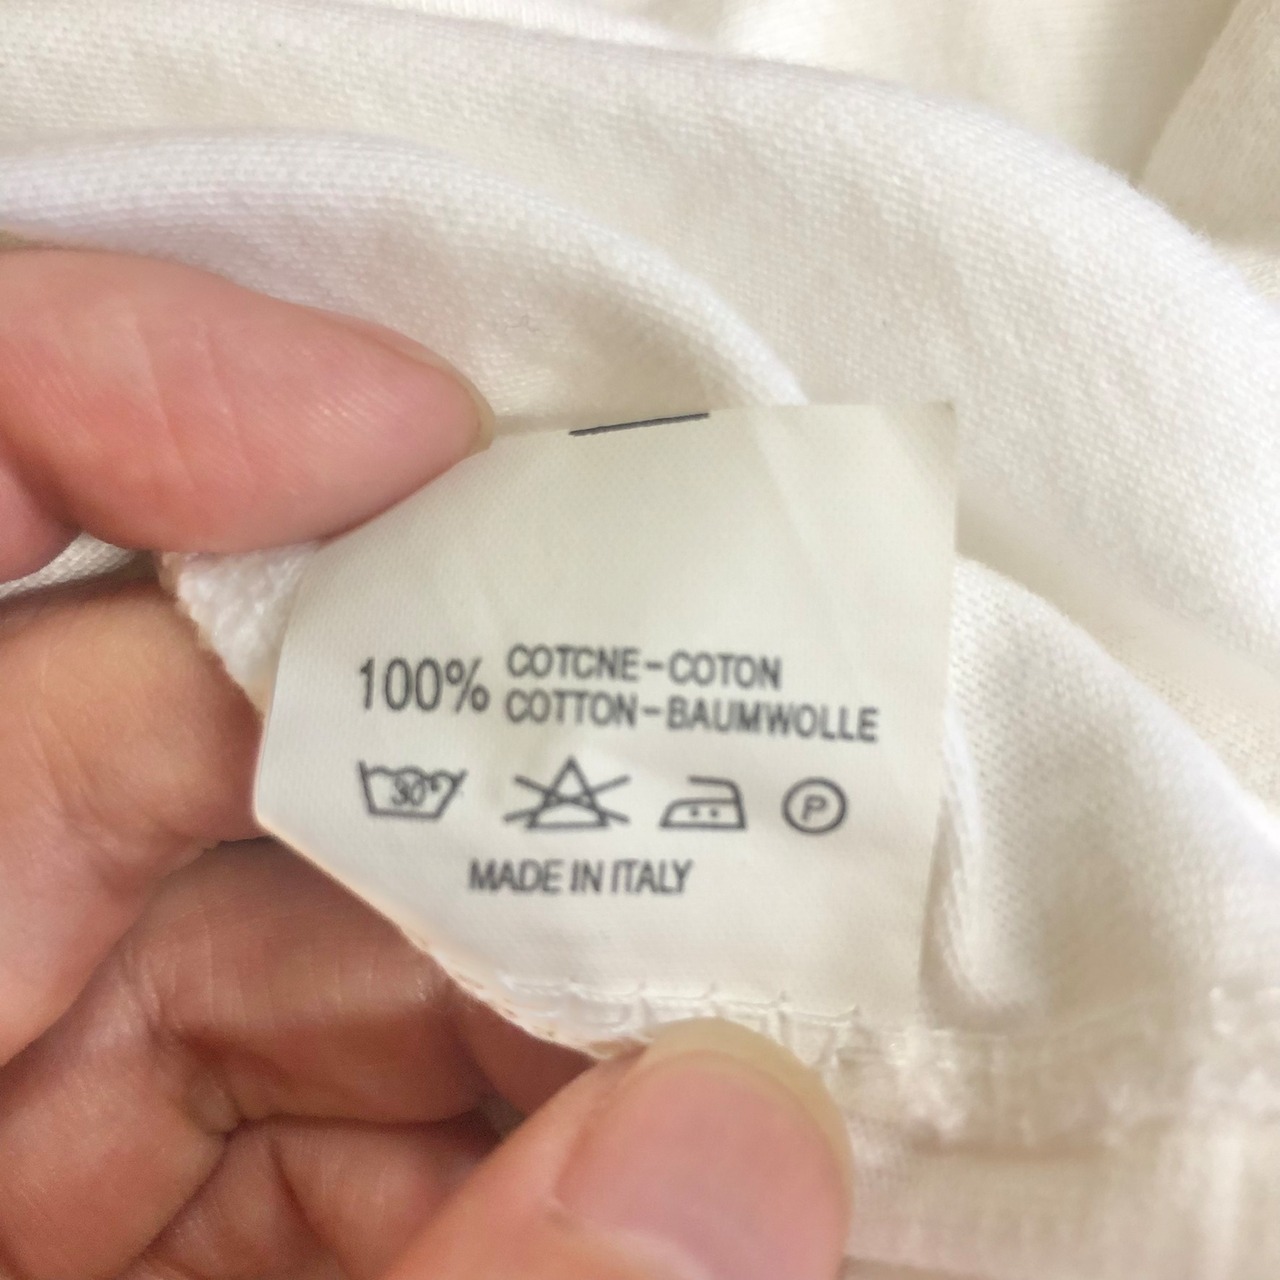 100% COTCNE-COTON
COTTON-BAUMWOLLE
30°
P
MADE IN ITALY